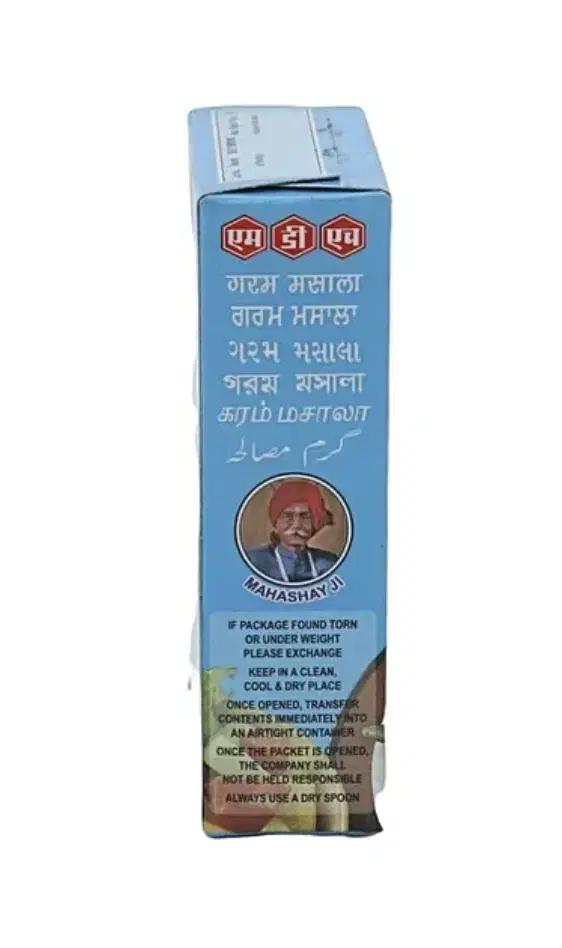 एम डी एच
गरम मसाला
ਗਰਮ ਮਸਾਲਾ
ગરમ મસાલા
গরম মসালা
கரம் மசாலா
گرم مصالحہ
MAHASHAY JI
IF PACKAGE FOUND TORN
OR UNDER WEIGHT
PLEASE EXCHANGE
KEEP IN A CLEAN,
COOL & DRY PLACE
ONCE OPENED, TRANSFER
CONTENTS IMMEDIATELY INTO
AN AIRTIGHT CONTAINER
ONCE THE PACKET IS OPENED,
THE COMPANY SHALL
NOT BE HELD RESPONSIBLE
ALWAYS USE A DRY SPOON